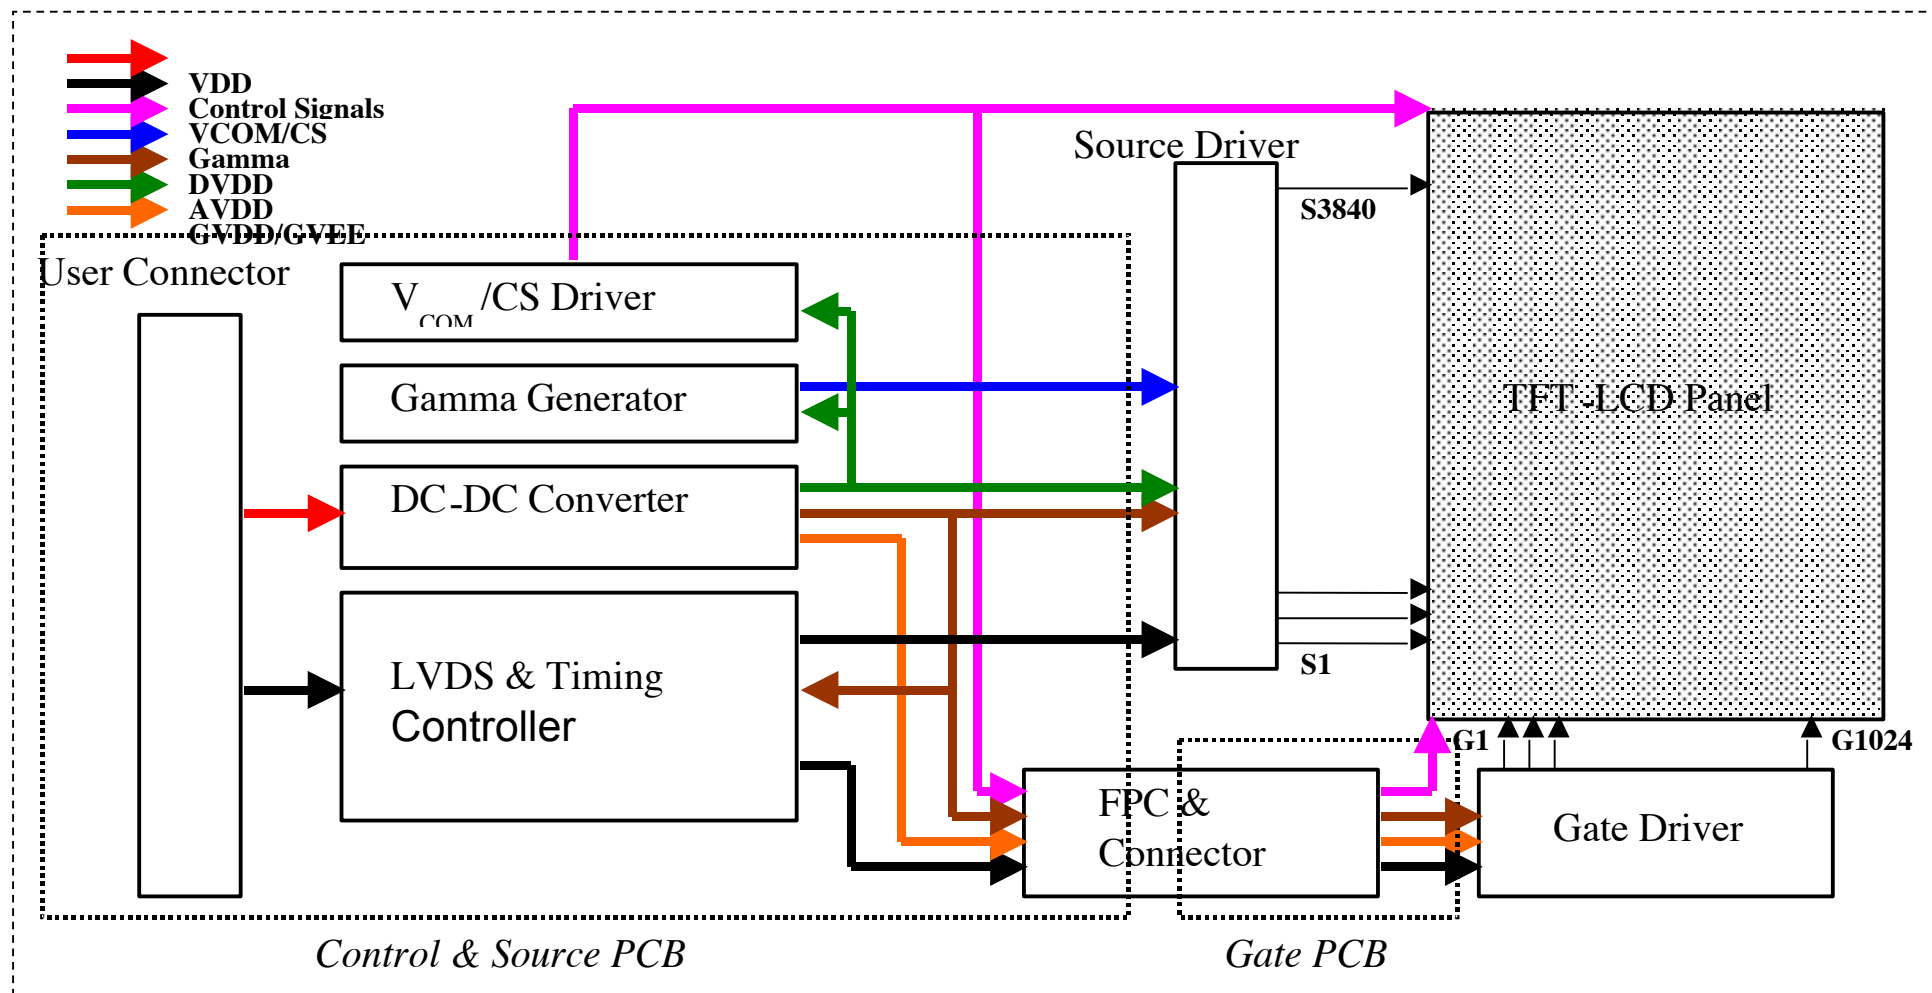 VDD
Control Signals
VCOM/CS
Gamma
DVDD
AVDD
GVDD/GVEE
Source Driver
S3840
User Connector
VCOM/CS Driver
Gamma Generator
TFT-LCD Panel
DC-DC Converter
LVDS & Timing
Controller
S1
G1
G1024
FPC &
Connector
Gate Driver
Control & Source PCB
Gate PCB